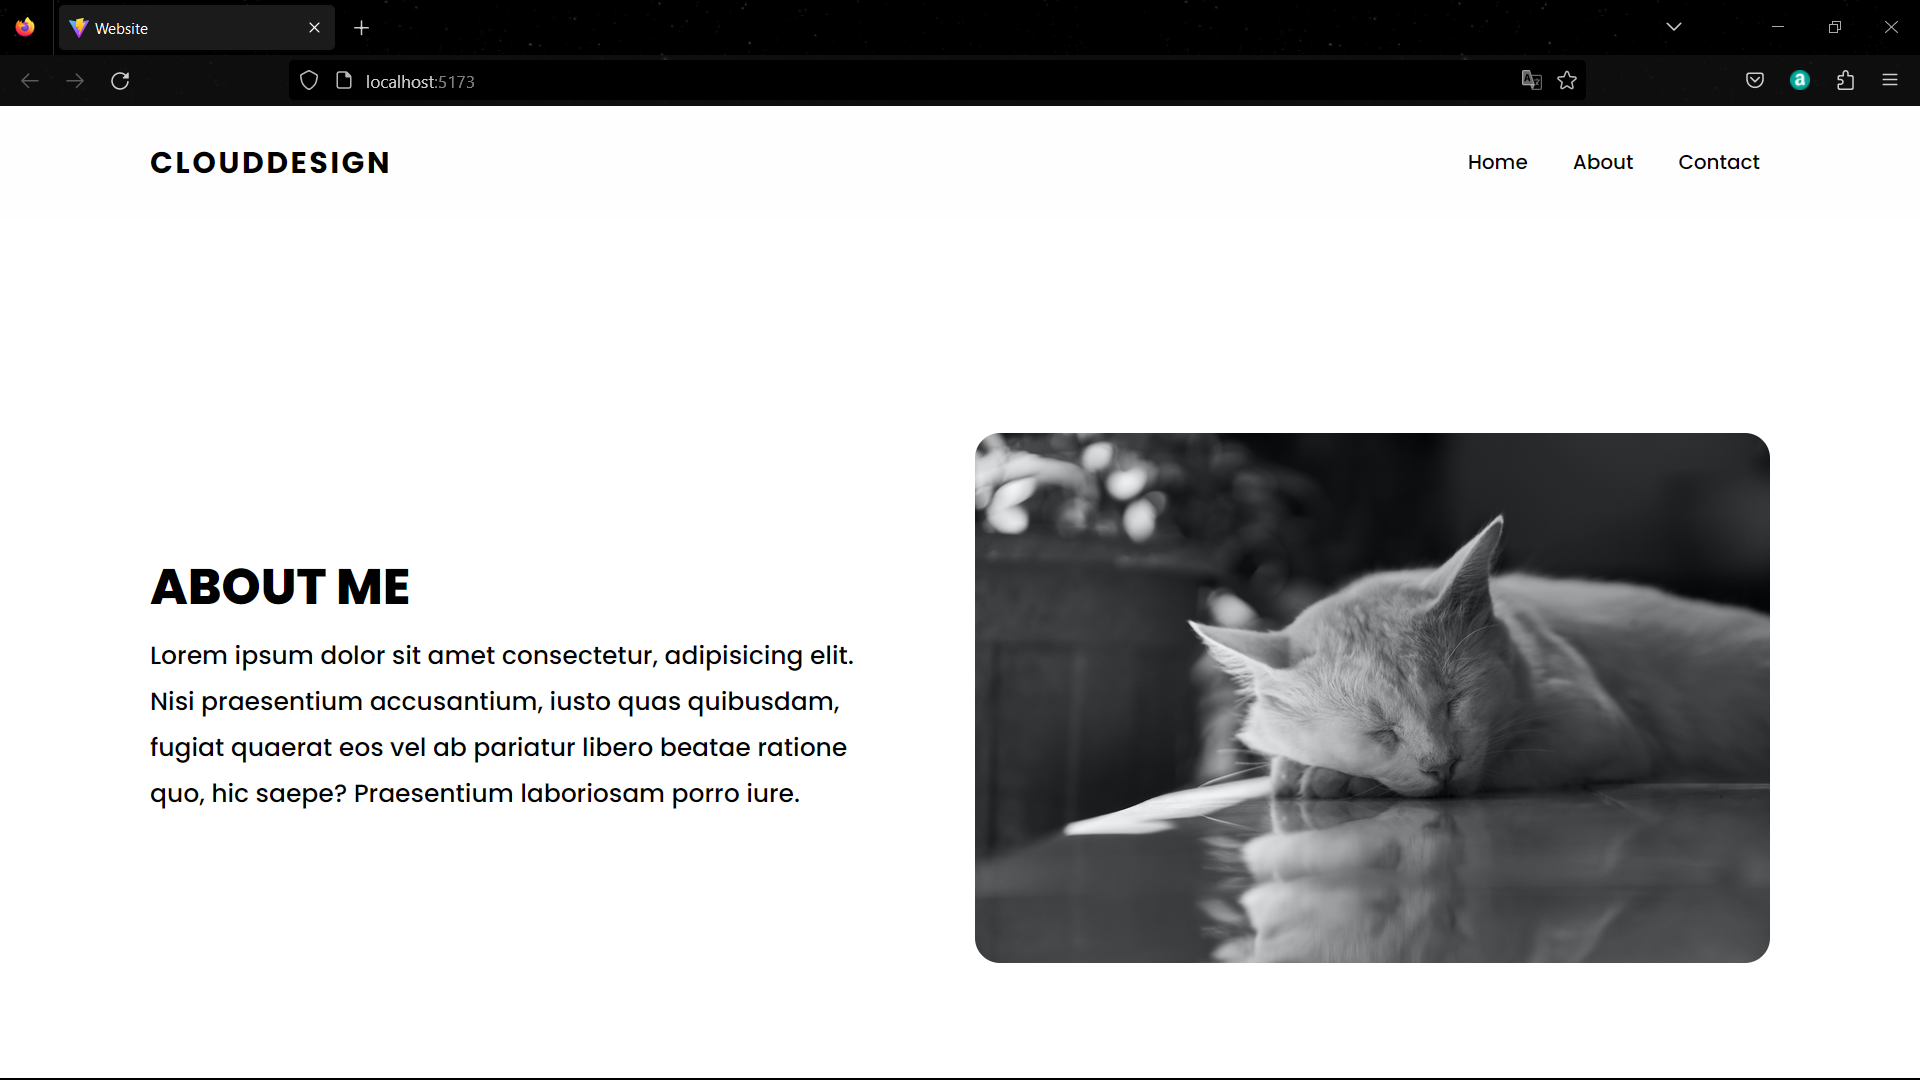 Website
localhost:5173
CLOUDDESIGN
Home About Contact
ABOUT ME
Lorem ipsum dolor sit amet consectetur, adipisicing elit.
Nisi praesentium accusantium, iusto quas quibusdam,
fugiat quaerat eos vel ab pariatur libero beatae ratione
quo, hic saepe? Praesentium laboriosam porro iure.